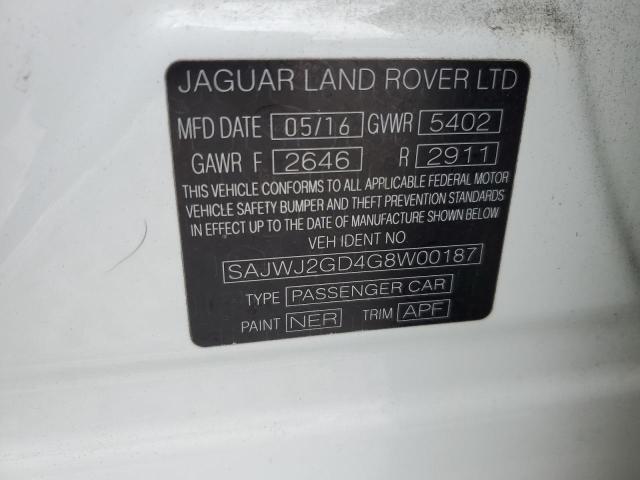 JAGUAR LAND ROVER LTD
MFD DATE 05/16 GVWR 5402
GAWR F 2646 R 2911
THIS VEHICLE CONFORMS TO ALL APPLICABLE FEDERAL MOTOR
VEHICLE SAFETY BUMPER AND THEFT PREVENTION STANDARDS
IN EFFECT UP TO THE DATE OF MANUFACTURE SHOWN BELOW
VEH IDENT NO
SAJWJ2GD4G8W00187
TYPE PASSENGER CAR
PAINT NER TRIM APF